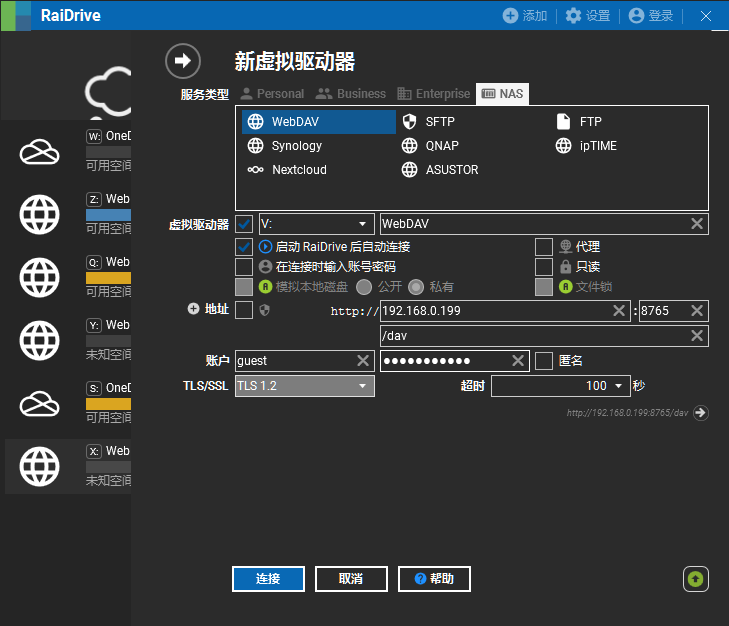 RaiDrive 添加 设置 登录
新虚拟驱动器
服务类型 Personal Business Enterprise NAS
WebDAV SFTP FTP
Synology QNAP ipTIME
Nextcloud ASUSTOR
虚拟驱动器 V: WebDAV
启动 RaiDrive 后自动连接 代理
在连接时输入账号密码 只读
模拟本地磁盘 公开 私有 文件锁
地址 http:// 192.168.0.199 : 8765
/dav
账户 guest ●●●●●●●●●●● 匿名
TLS/SSL TLS 1.2 超时 100 秒
http://192.168.0.199:8765/dav
连接 取消 帮助
W: OneD
可用空间
Z: Web
可用空间
Q: Web
可用空间
Y: Web
未知空间
S: OneD
可用空间
X: Web
未知空间